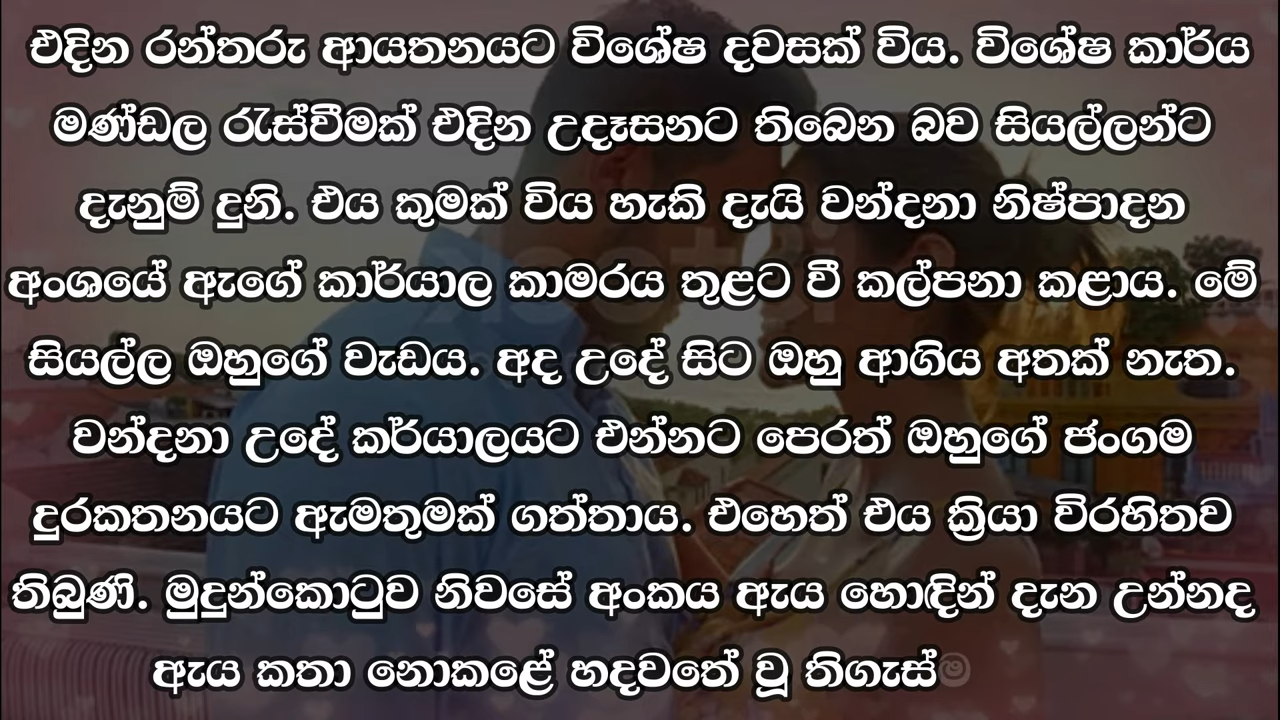 එදින රන්තරු ආයතනයට විශේෂ දවසක් විය. විශේෂ කාර්ය
මණ්ඩල රැස්වීමක් එදින උදෑසනට තිබෙන බව සියල්ලන්ට
දැනුම් දුනි. එය කුමක් විය හැකි දැයි වන්දනා නිෂ්පාදන
අංශයේ ඇගේ කාර්යාල කාමරය තුළට වී කල්පනා කළාය. මේ
සියල්ල ඔහුගේ වැඩය. අද උදේ සිට ඔහු ආගිය අතක් නැත.
වන්දනා උදේ කර්යාලයට එන්නට පෙරත් ඔහුගේ ජංගම
දුරකතනයට ඇමතුමක් ගත්තාය. එහෙත් එය ක්‍රියා විරහිතව
තිබුණි. මුදුන්කොටුව නිවසේ අංකය ඇය හොඳින් දැන උන්නද
ඇය කතා නොකළේ හදවතේ වූ තිගැස්ම